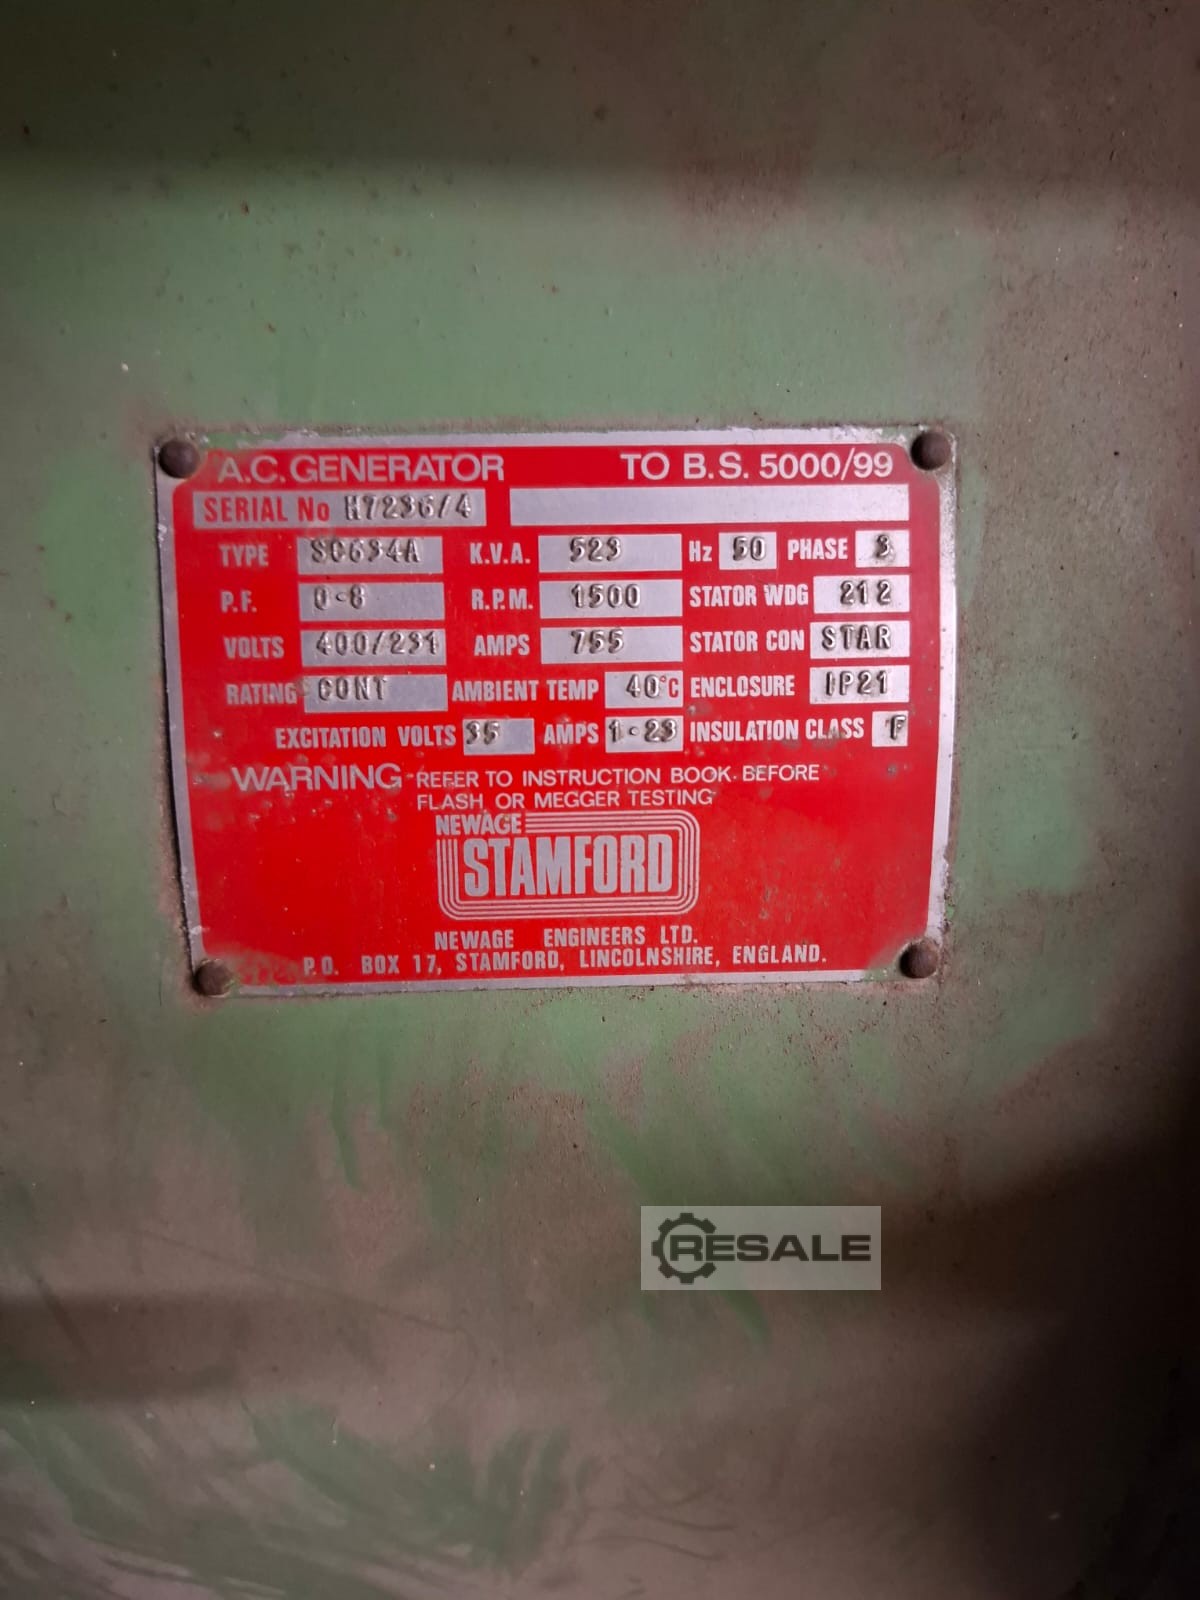 A.C. GENERATOR TO B.S. 5000/99
SERIAL No H7236/4
TYPE SC634A K.V.A. 523 Hz 50 PHASE 3
P.F. 0-8 R.P.M. 1500 STATOR WDG 212
VOLTS 400/231 AMPS 755 STATOR CON STAR
RATING CONT AMBIENT TEMP 40°C ENCLOSURE IP21
EXCITATION VOLTS 35 AMPS 1-23 INSULATION CLASS F
WARNING - REFER TO INSTRUCTION BOOK BEFORE
FLASH OR MEGGER TESTING
NEWAGE
STAMFORD
NEWAGE ENGINEERS LTD.
P.O. BOX 17, STAMFORD, LINCOLNSHIRE, ENGLAND.
RESALE